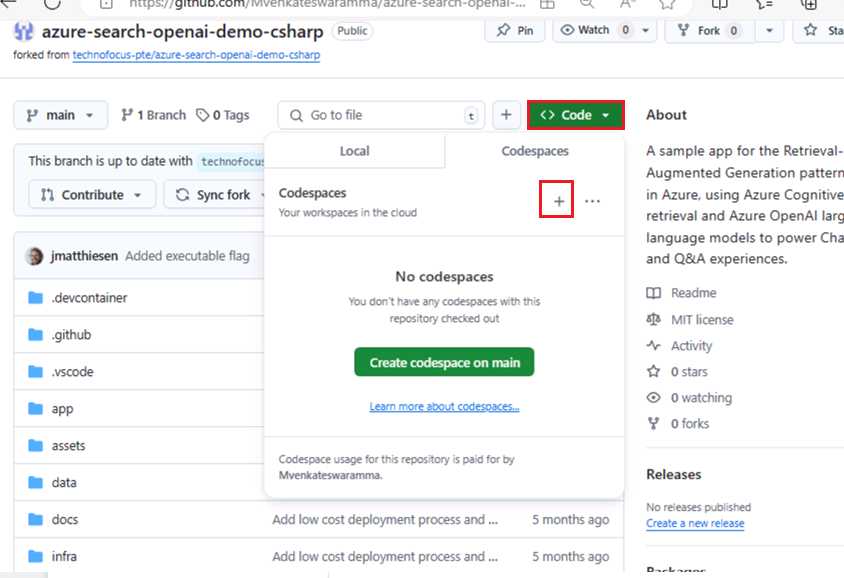 https://github.com/Mvenkateswaramma/azure-search-openai-...
azure-search-openai-demo-csharp Public
Pin
Watch 0
Fork 0
forked from technofocus-pte/azure-search-openai-demo-csharp
main
1 Branch
0 Tags
Go to file t
Code
This branch is up to date with technofocus
Contribute
Sync fork
Local
Codespaces
Codespaces
Your workspaces in the cloud
No codespaces
You don't have any codespaces with this
repository checked out
Create codespace on main
Learn more about codespaces...
Codespace usage for this repository is paid for by
Mvenkateswaramma.
jmatthiesen Added executable flag
.devcontainer
.github
.vscode
app
assets
data
docs Add low cost deployment process and ... 5 months ago
infra Add low cost deployment process and ... 5 months ago
About
A sample app for the Retrieval-
Augmented Generation pattern
in Azure, using Azure Cognitive
retrieval and Azure OpenAI larg
language models to power Cha
and Q&A experiences.
Readme
MIT license
Activity
0 stars
0 watching
0 forks
Releases
No releases published
Create a new release